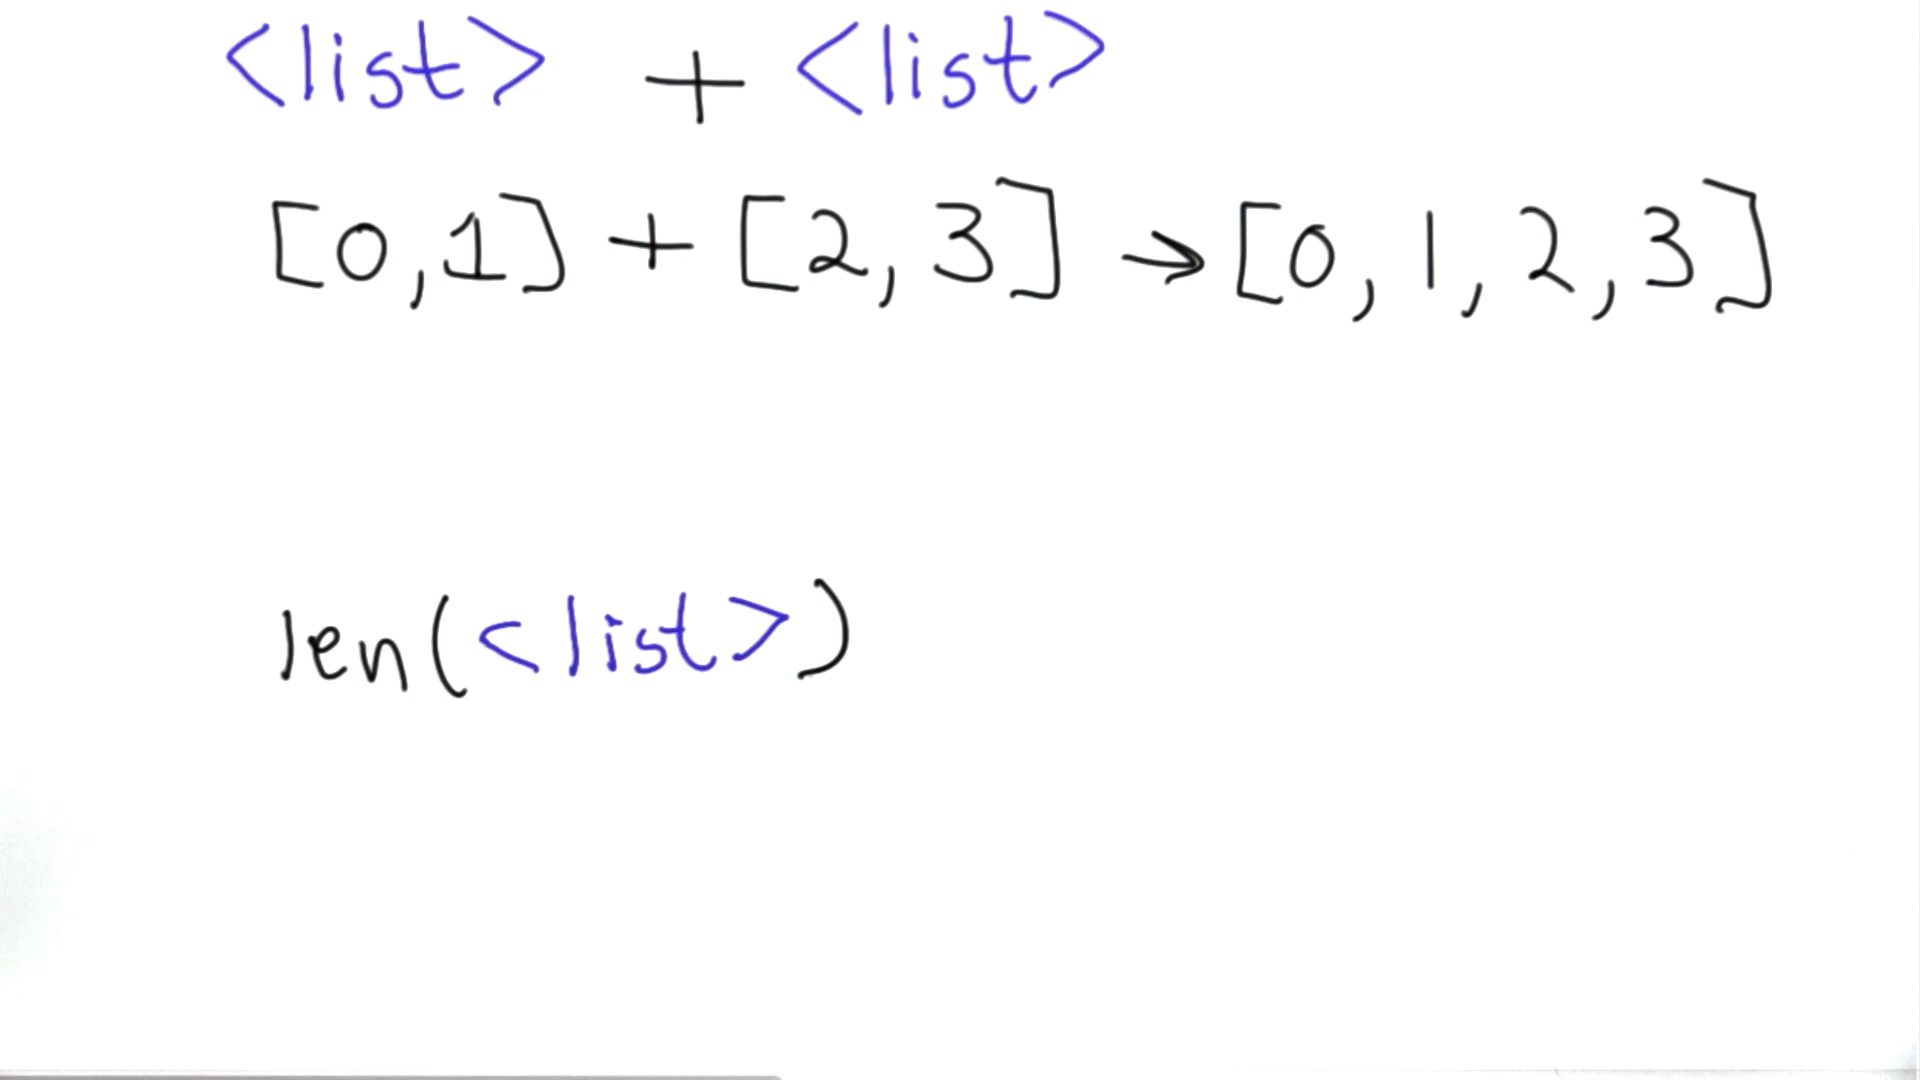 <list> + <list>
[0,1] + [2,3] → [0,1,2,3]
len(<list>)